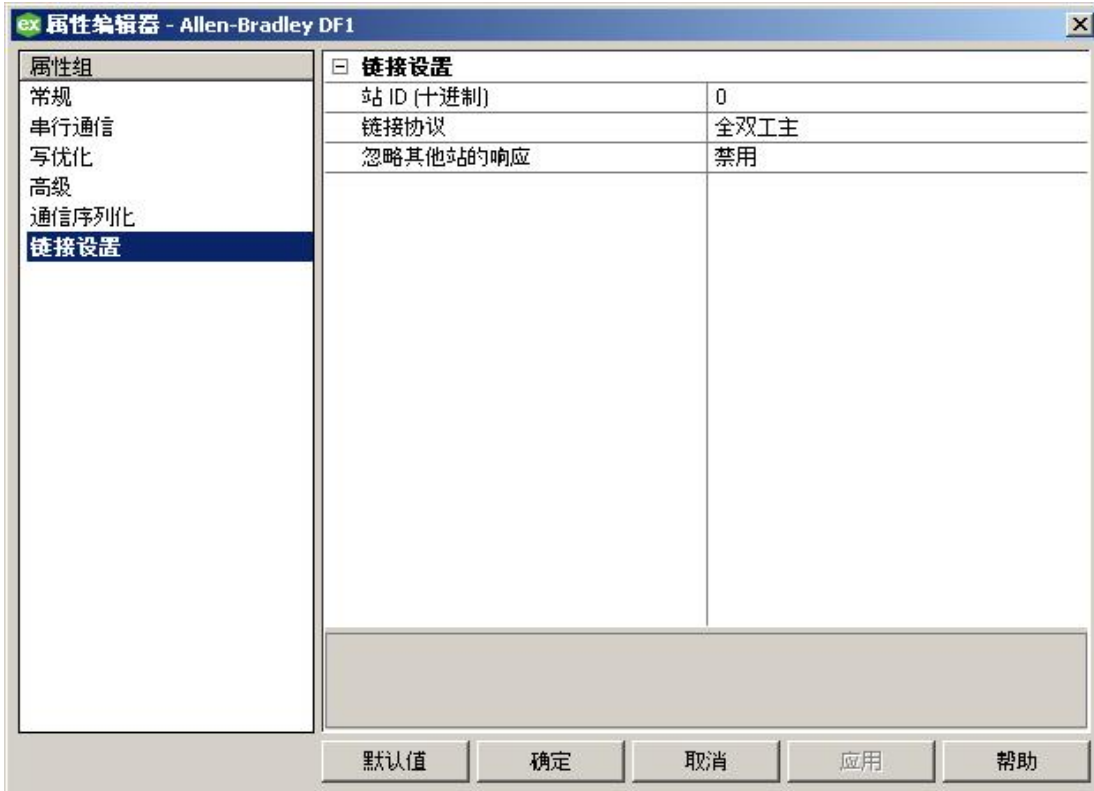 ex 属性编辑器 - Allen-Bradley DF1
属性组
常规
串行通信
写优化
高级
通信序列化
链接设置
链接设置
站 ID (十进制) 0
链接协议 全双工主
忽略其他站的响应 禁用
默认值 确定 取消 应用 帮助